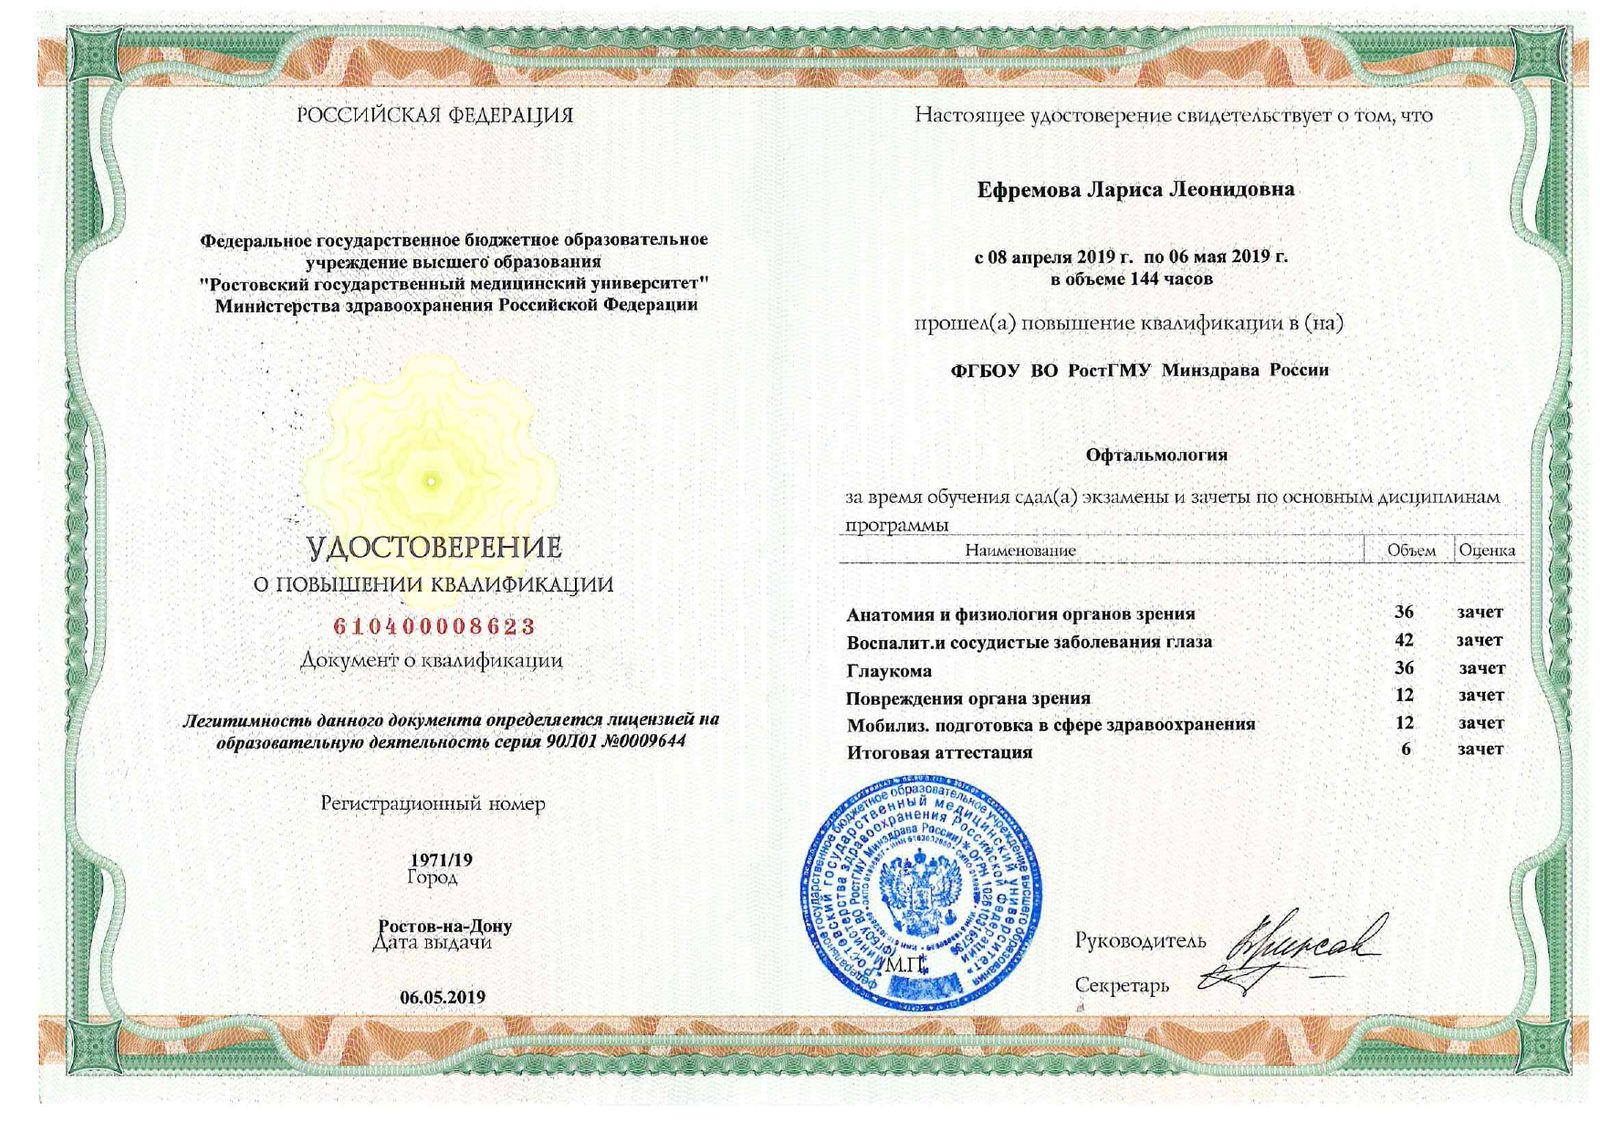 РОССИЙСКАЯ ФЕДЕРАЦИЯ
Федеральное государственное бюджетное образовательное
учреждение высшего образования
"Ростовский государственный медицинский университет"
Министерства здравоохранения Российской Федерации
УДОСТОВЕРЕНИЕ
О ПОВЫШЕНИИ КВАЛИФИКАЦИИ
610400008623
Документ о квалификации
Легитимность данного документа определяется лицензией на
образовательную деятельность серия 90Л01 №0009644
Регистрационный номер
1971/19
Город
Ростов-на-Дону
Дата выдачи
06.05.2019
Настоящее удостоверение свидетельствует о том, что
Ефремова Лариса Леонидовна
с 08 апреля 2019 г. по 06 мая 2019 г.
в объеме 144 часов
прошел(а) повышение квалификации в (на)
ФГБОУ ВО РостГМУ Минздрава России
Офтальмология
за время обучения сдал(а) экзамены и зачеты по основным дисциплинам
программы
Наименование Объем Оценка
Анатомия и физиология органов зрения 36 зачет
Воспалит.и сосудистые заболевания глаза 42 зачет
Глаукома 36 зачет
Повреждения органа зрения 12 зачет
Мобилиз. подготовка в сфере здравоохранения 12 зачет
Итоговая аттестация 6 зачет
Федеральное государственное бюджетное образовательное учреждение высшего образования
"Ростовский государственный медицинский университет"
Министерства здравоохранения Российской Федерации
(ФГБОУ ВО РостГМУ Минздрава России) * ОГРН 1026103165736
М.П.
Руководитель
Секретарь